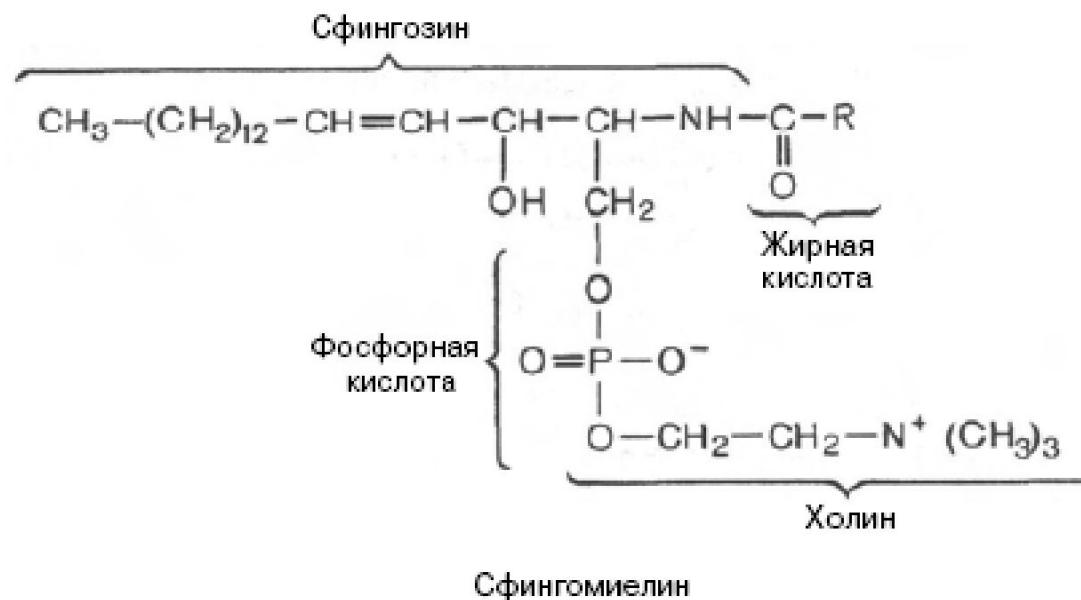 Сфингозин
CH₃—(CH₂)₁₂—CH=CH—CH—CH—NH—C—R
OH CH₂ O
Жирная
кислота
O
Фосфорная
кислота
O=P—O⁻
O—CH₂—CH₂—N⁺ (CH₃)₃
Холин
Сфингомиелин